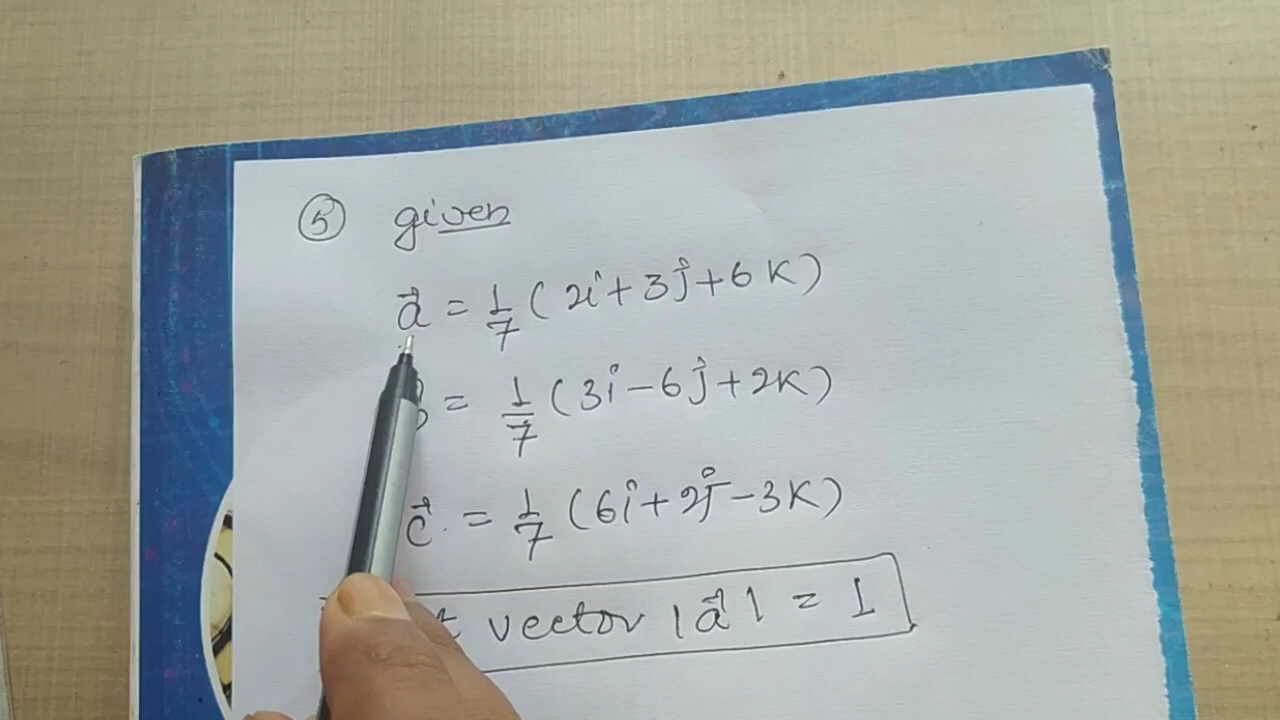 ⑤ given
a⃗ = 1/7 ( 2i + 3j + 6K )
= 1/7 ( 3i − 6j + 2K )
c⃗ = 1/7 ( 6i + 2j − 3K )
vector |a⃗| = 1